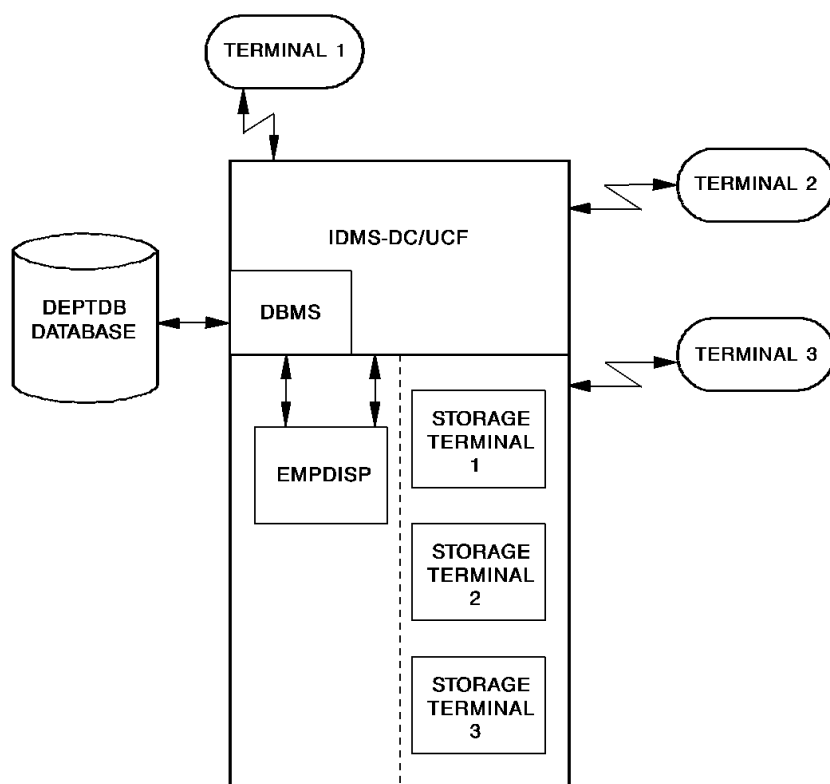 TERMINAL 1
TERMINAL 2
IDMS-DC/UCF
DEPTDB
DATABASE
DBMS
TERMINAL 3
STORAGE
TERMINAL
1
EMPDISP
STORAGE
TERMINAL
2
STORAGE
TERMINAL
3